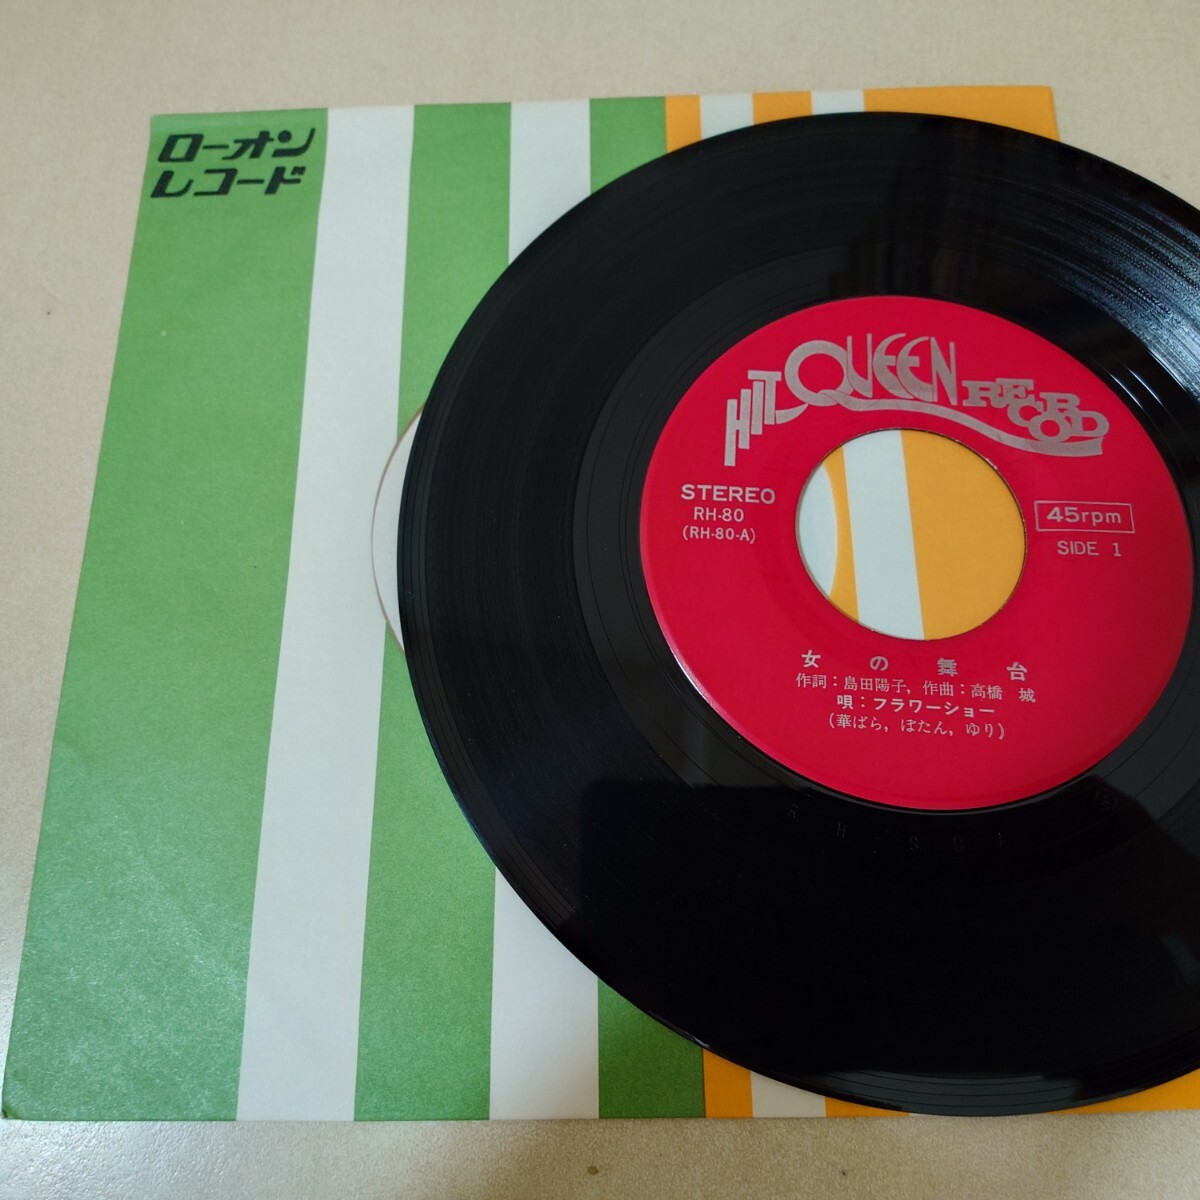 ローオン
レコード
HIT QUEEN RECORD
STEREO
RH-80
(RH-80-A)
45rpm
SIDE 1
女の舞台
作詞：島田陽子，作曲：高橋 城
唄：フラワーショー
(華ばら，ぼたん，ゆり)